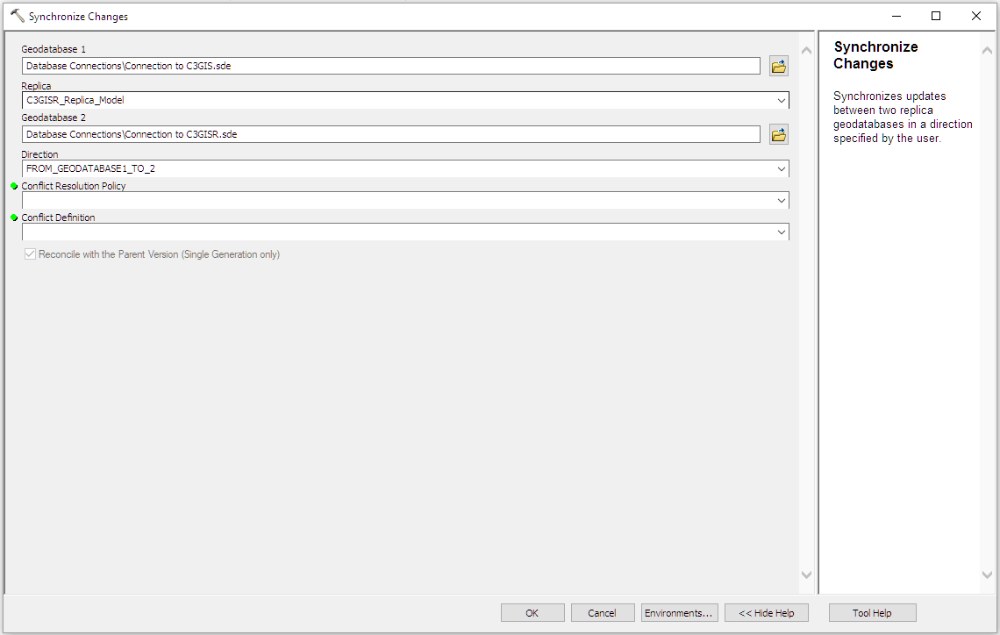 Synchronize Changes
Geodatabase 1
Database Connections\Connection to C3GIS.sde
Replica
C3GISR_Replica_Model
Geodatabase 2
Database Connections\Connection to C3GISR.sde
Direction
FROM_GEODATABASE1_TO_2
Conflict Resolution Policy
Conflict Definition
Reconcile with the Parent Version (Single Generation only)
Synchronize
Changes
Synchronizes updates
between two replica
geodatabases in a direction
specified by the user.
OK
Cancel
Environments...
<< Hide Help
Tool Help